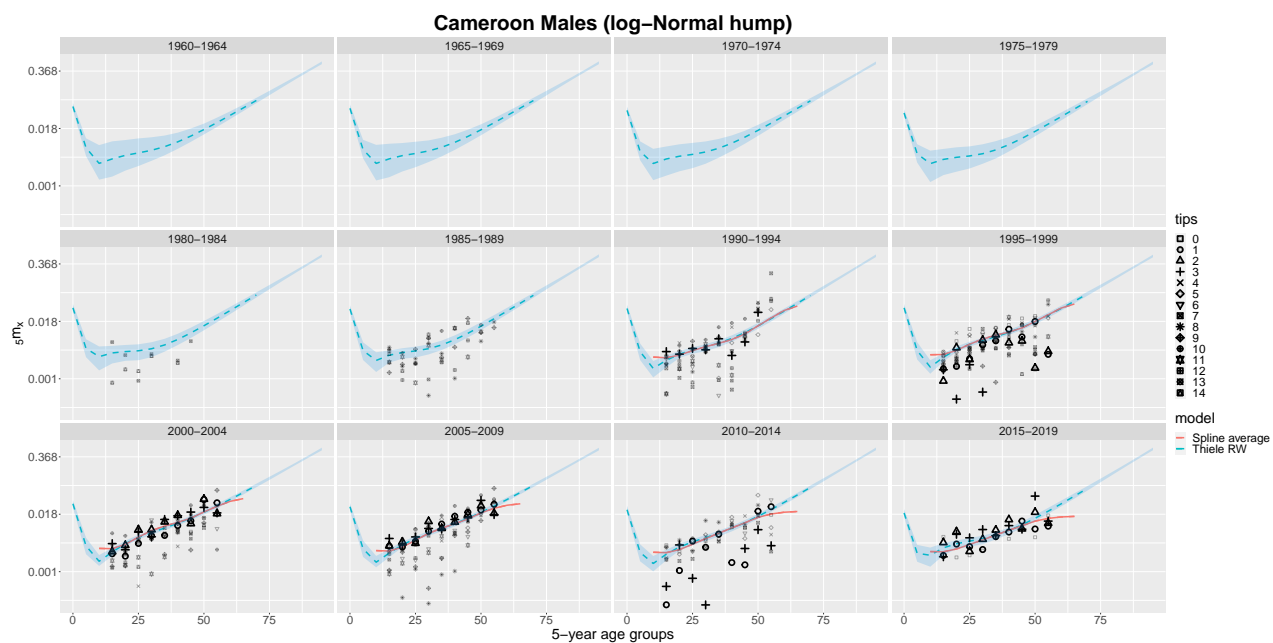 Cameroon Males (log−Normal hump)
1960−1964 1965−1969 1970−1974 1975−1979
0.368
0.018
0.001
1980−1984 1985−1989 1990−1994 1995−1999
0.368
0.018
0.001
2000−2004 2005−2009 2010−2014 2015−2019
0.368
0.018
0.001
0 25 50 75 0 25 50 75 0 25 50 75 0 25 50 75
5−year age groups
5mx
tips
0
1
2
3
4
5
6
7
8
9
10
11
12
13
14
model
Spline average
Thiele RW